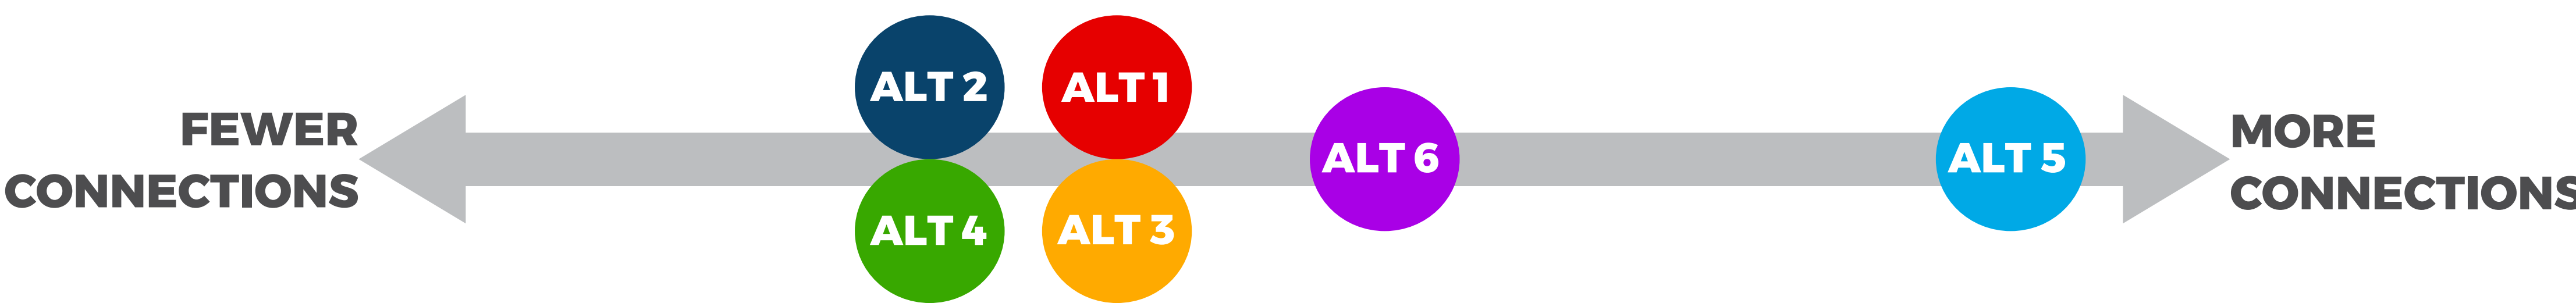 FEWER
CONNECTIONS
ALT 2
ALT 1
ALT 4
ALT 3
ALT 6
ALT 5
MORE
CONNECTIONS